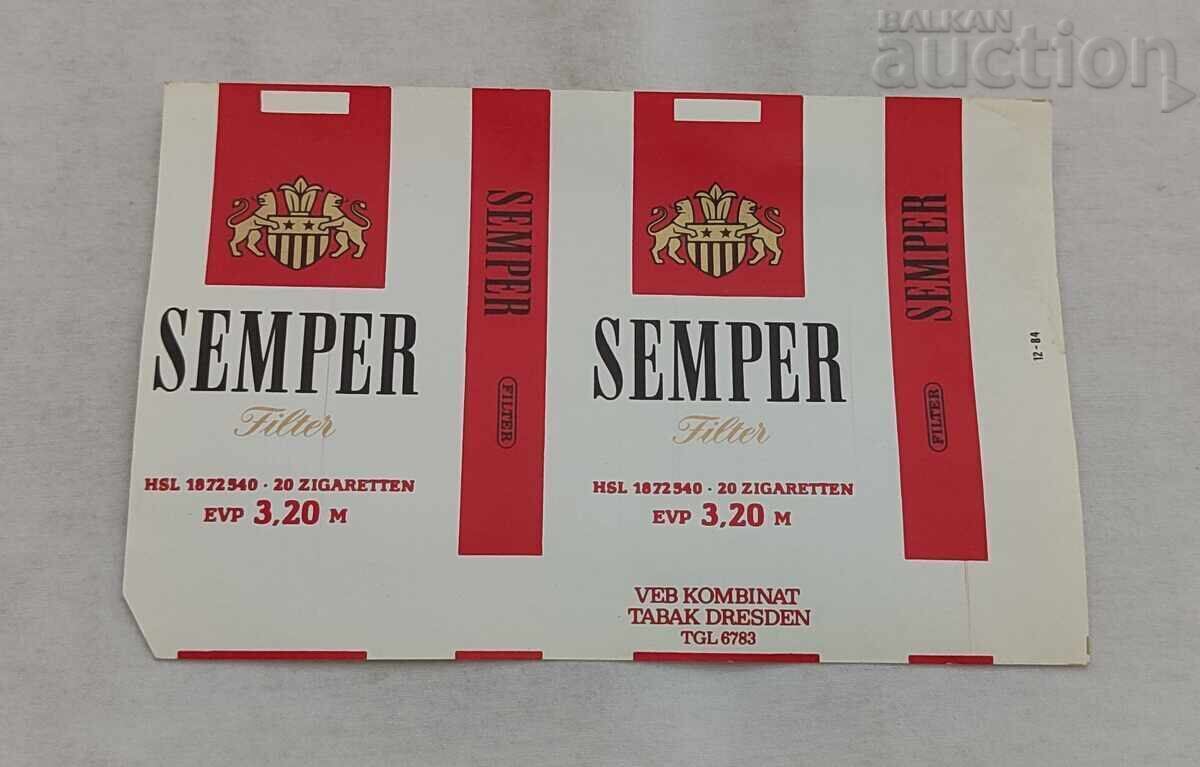 BALKAN
auction
SEMPER
Filter
HSL 1872540 · 20 ZIGARETTEN
EVP 3,20 M
SEMPER
FILTER
SEMPER
Filter
HSL 1872540 · 20 ZIGARETTEN
EVP 3,20 M
VEB KOMBINAT
TABAK DRESDEN
TGL 6783
SEMPER
FILTER
12-84